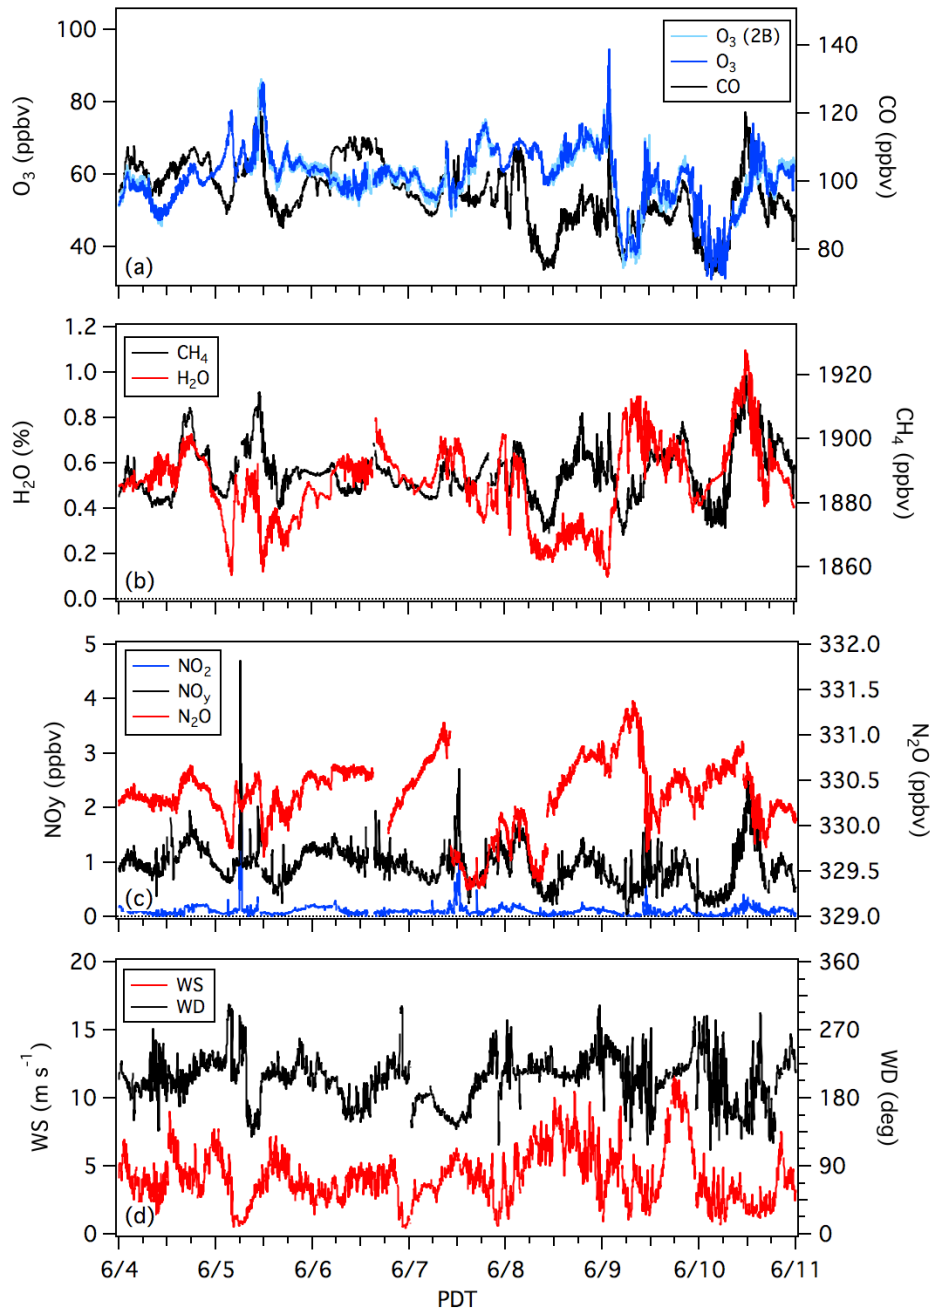 100
80
60
40
O3 (ppbv)
O3 (2B)
O3
CO
140
120
100
80
CO (ppbv)
(a)
1.2
1.0
0.8
0.6
0.4
0.2
0.0
H2O (%)
CH4
H2O
1920
1900
1880
1860
CH4 (ppbv)
(b)
5
4
3
2
1
0
NOy (ppbv)
NO2
NOy
N2O
332.0
331.5
331.0
330.5
330.0
329.5
329.0
N2O (ppbv)
(c)
20
15
10
5
0
WS (m s-1)
WS
WD
360
270
180
90
0
WD (deg)
(d)
6/4 6/5 6/6 6/7 6/8 6/9 6/10 6/11
PDT